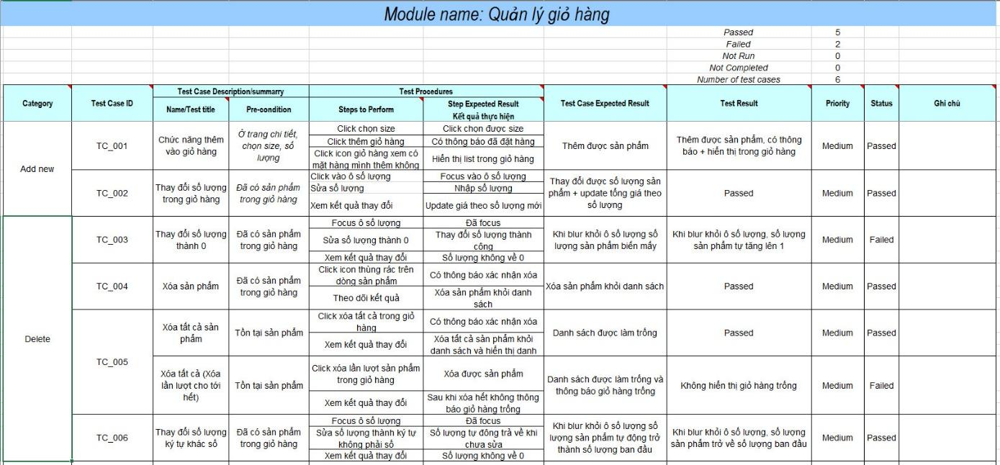 Module name: Quản lý giỏ hàng
Passed 5
Failed 2
Not Run 0
Not Completed 0
Number of test cases 6
Category
Test Case ID
Test Case Description/summarry
Name/Test title
Pre-condition
Test Procedures
Steps to Perform
Step Expected Result
Kết quả thực hiện
Test Case Expected Result
Test Result
Priority
Status
Ghi chú
Add new
TC_001
Chức năng thêm
vào giỏ hàng
Ở trang chi tiết,
chọn size, số
lượng
Click chọn size
Click chọn được size
Click thêm giỏ hàng
Có thông báo đã đặt hàng
Click icon giỏ hàng xem có
mặt hàng mình thêm không
Hiển thị list trong giỏ hàng
Thêm được sản phẩm
Thêm được sản phẩm, có thông
báo + hiển thị trong giỏ hàng
Medium
Passed
TC_002
Thay đổi số lượng
trong giỏ hàng
Đã có sản phẩm
trong giỏ hàng
Click vào ô số lượng
Focus vào ô số lượng
Sửa số lượng
Nhập số lượng
Xem kết quả thay đổi
Update giá theo số lượng mới
Thay đổi được số lượng sản
phẩm + update tổng giá theo
số lượng
Passed
Medium
Passed
Delete
TC_003
Thay đổi số lượng
thành 0
Đã có sản phẩm
trong giỏ hàng
Focus ô số lượng
Đã focus
Sửa số lượng thành 0
Thay đổi số lượng thành
công
Xem kết quả thay đổi
Số lượng không về 0
Khi blur khỏi ô số lượng số
lượng sản phẩm biến mấy
Khi blur khỏi ô số lượng, số lượng
sản phẩm tự tăng lên 1
Medium
Failed
TC_004
Xóa sản phẩm
Đã có sản phẩm
trong giỏ hàng
Click icon thùng rác trên
dòng sản phẩm
Có thông báo xác nhận xóa
Theo dõi kết quả
Xóa sản phẩm khỏi danh
sách
Xóa sản phẩm khỏi danh sách
Passed
Medium
Passed
TC_005
Xóa tất cả sản
phẩm
Tồn tại sản phẩm
Click xóa tất cả trong giỏ
hàng
Có thông báo xác nhận xóa
Xem kết quả thay đổi
Xóa tất cả sản phẩm khỏi
danh sách và hiển thị danh
Danh sách được làm trống
Passed
Medium
Passed
Xóa tất cả (Xóa
lần lượt cho tới
hết)
Tồn tại sản phẩm
Click xóa lần lượt sản phẩm
trong giỏ hàng
Xóa được sản phẩm
Xem kết quả thay đổi
Sau khi xóa hết không thông
báo giỏ hàng trống
Danh sách được làm trống và
thông báo giỏ hàng trống
Không hiển thị giỏ hàng trống
Medium
Failed
TC_006
Thay đổi số lượng
ký tự khác số
Đã có sản phẩm
trong giỏ hàng
Focus ô số lượng
Đã focus
Sửa số lượng thành ký tự
không phải số
Số lượng tự đông trả về khi
chưa sửa
Xem kết quả thay đổi
Số lượng không về 0
Khi blur khỏi ô số lượng số
lượng sản phẩm tự động trở
thành số lượng ban đầu
Khi blur khỏi ô số lượng, số lượng
sản phẩm trở về số lượng ban đầu
Medium
Passed